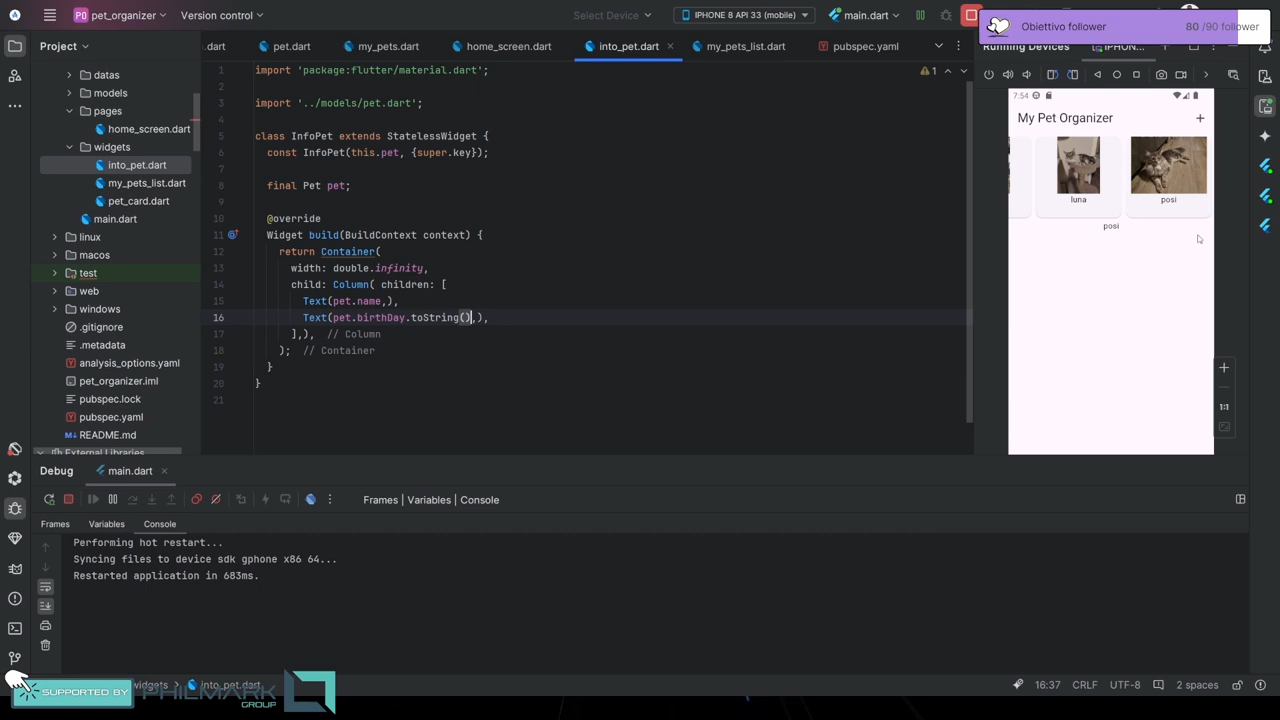 PO pet_organizer
Version control
Select Device
IPHONE 8 API 33 (mobile)
main.dart
Obiettivo follower
80 /90 follower
Project
.dart
pet.dart
my_pets.dart
home_screen.dart
into_pet.dart
my_pets_list.dart
pubspec.yaml
Running Devices
IPHON...
datas
models
pages
home_screen.dart
widgets
into_pet.dart
my_pets_list.dart
pet_card.dart
main.dart
linux
macos
test
web
windows
.gitignore
.metadata
analysis_options.yaml
pet_organizer.iml
pubspec.lock
pubspec.yaml
README.md
External Libraries
1 import 'package:flutter/material.dart';
2
3 import '../models/pet.dart';
4
5 class InfoPet extends StatelessWidget {
6 const InfoPet(this.pet, {super.key});
7
8 final Pet pet;
9
10 @override
11 Widget build(BuildContext context) {
12 return Container(
13 width: double.infinity,
14 child: Column( children: [
15 Text(pet.name,),
16 Text(pet.birthDay.toString(),),
17 ],), // Column
18 ); // Container
19 }
20 }
21
1
7:54
My Pet Organizer
+
luna
posi
posi
1:1
Debug
main.dart
Frames | Variables | Console
Frames
Variables
Console
Performing hot restart...
Syncing files to device sdk gphone x86 64...
Restarted application in 683ms.
widgets > into_pet.dart
16:37
CRLF
UTF-8
2 spaces
SUPPORTED BY
PHILMARK
GROUP